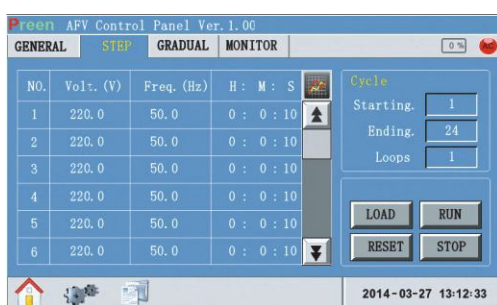 Preen AFV Control Panel Ver.1.00
GENERAL STEP GRADUAL MONITOR 0 % AC
NO. Volt. (V) Freq. (Hz) H: M: S
1 220.0 50.0 0 : 0 : 10
2 220.0 50.0 0 : 0 : 10
3 220.0 50.0 0 : 0 : 10
4 220.0 50.0 0 : 0 : 10
5 220.0 50.0 0 : 0 : 10
6 220.0 50.0 0 : 0 : 10
Cycle
Starting. 1
Ending. 24
Loops 1
LOAD RUN
RESET STOP
2014-03-27 13:12:33